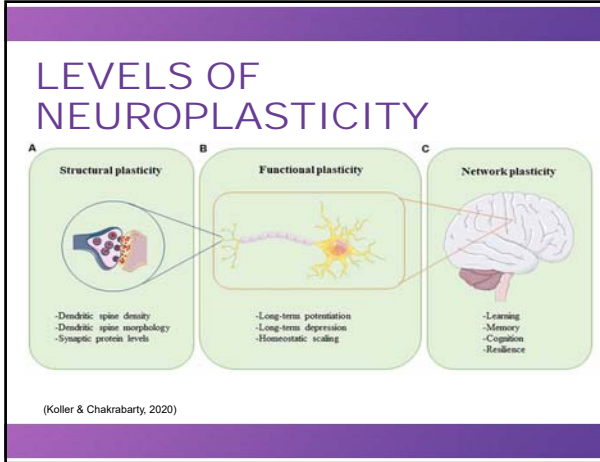 LEVELS OF
NEUROPLASTICITY
A
Structural plasticity
-Dendritic spine density
-Dendritic spine morphology
-Synaptic protein levels
B
Functional plasticity
-Long-term potentiation
-Long-term depression
-Homeostatic scaling
C
Network plasticity
-Learning
-Memory
-Cognition
-Resilience
(Koller & Chakrabarty, 2020)